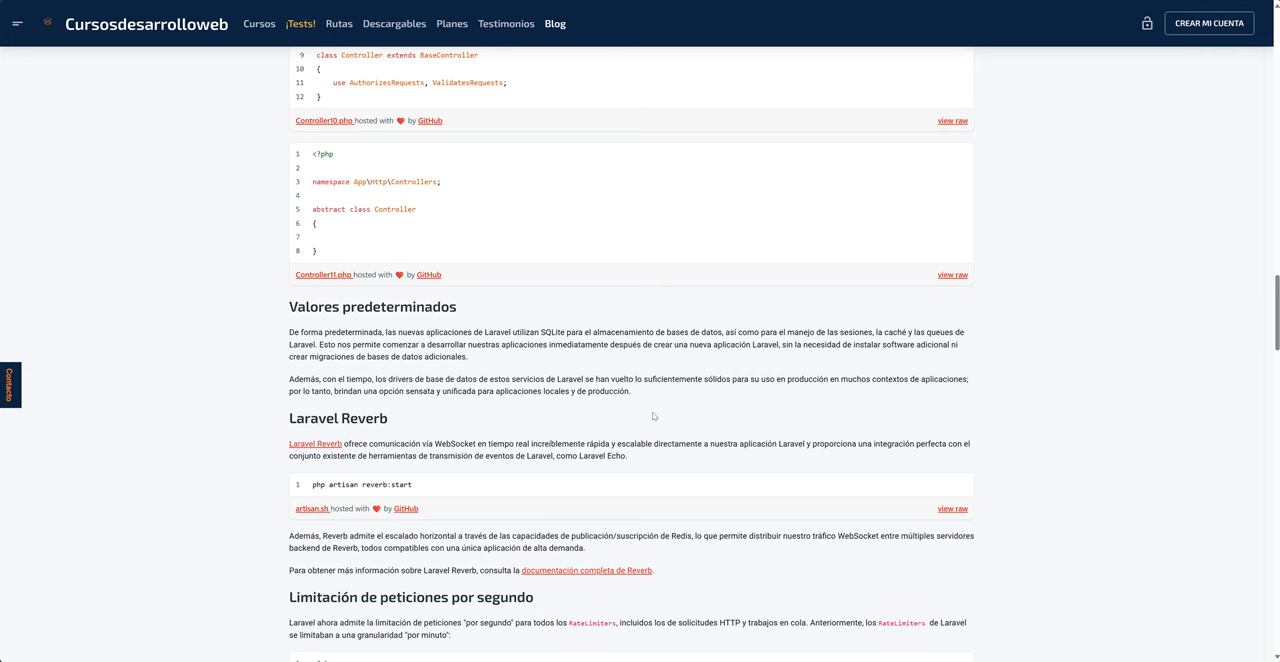 Cursosdesarrolloweb Cursos ¡Tests! Rutas Descargables Planes Testimonios Blog CREAR MI CUENTA
9 class Controller extends BaseController
10 {
11 use AuthorizesRequests, ValidatesRequests;
12 }
Controller10.php hosted with ❤ by GitHub view raw
1 <?php
2
3 namespace App\Http\Controllers;
4
5 abstract class Controller
6 {
7
8 }
Controller11.php hosted with ❤ by GitHub view raw
Valores predeterminados
De forma predeterminada, las nuevas aplicaciones de Laravel utilizan SQLite para el almacenamiento de bases de datos, así como para el manejo de las sesiones, la caché y las queues de
Laravel. Esto nos permite comenzar a desarrollar nuestras aplicaciones inmediatamente después de crear una nueva aplicación Laravel, sin la necesidad de instalar software adicional ni
crear migraciones de bases de datos adicionales.
Además, con el tiempo, los drivers de base de datos de estos servicios de Laravel se han vuelto lo suficientemente sólidos para su uso en producción en muchos contextos de aplicaciones;
por lo tanto, brindan una opción sensata y unificada para aplicaciones locales y de producción.
Contacto
Laravel Reverb
Laravel Reverb ofrece comunicación vía WebSocket en tiempo real increíblemente rápida y escalable directamente a nuestra aplicación Laravel y proporciona una integración perfecta con el
conjunto existente de herramientas de transmisión de eventos de Laravel, como Laravel Echo.
1 php artisan reverb:start
artisan.sh hosted with ❤ by GitHub view raw
Además, Reverb admite el escalado horizontal a través de las capacidades de publicación/suscripción de Redis, lo que permite distribuir nuestro tráfico WebSocket entre múltiples servidores
backend de Reverb, todos compatibles con una única aplicación de alta demanda.
Para obtener más información sobre Laravel Reverb, consulta la documentación completa de Reverb.
Limitación de peticiones por segundo
Laravel ahora admite la limitación de peticiones "por segundo" para todos los RateLimiters, incluidos los de solicitudes HTTP y trabajos en cola. Anteriormente, los RateLimiters de Laravel
se limitaban a una granularidad "por minuto":